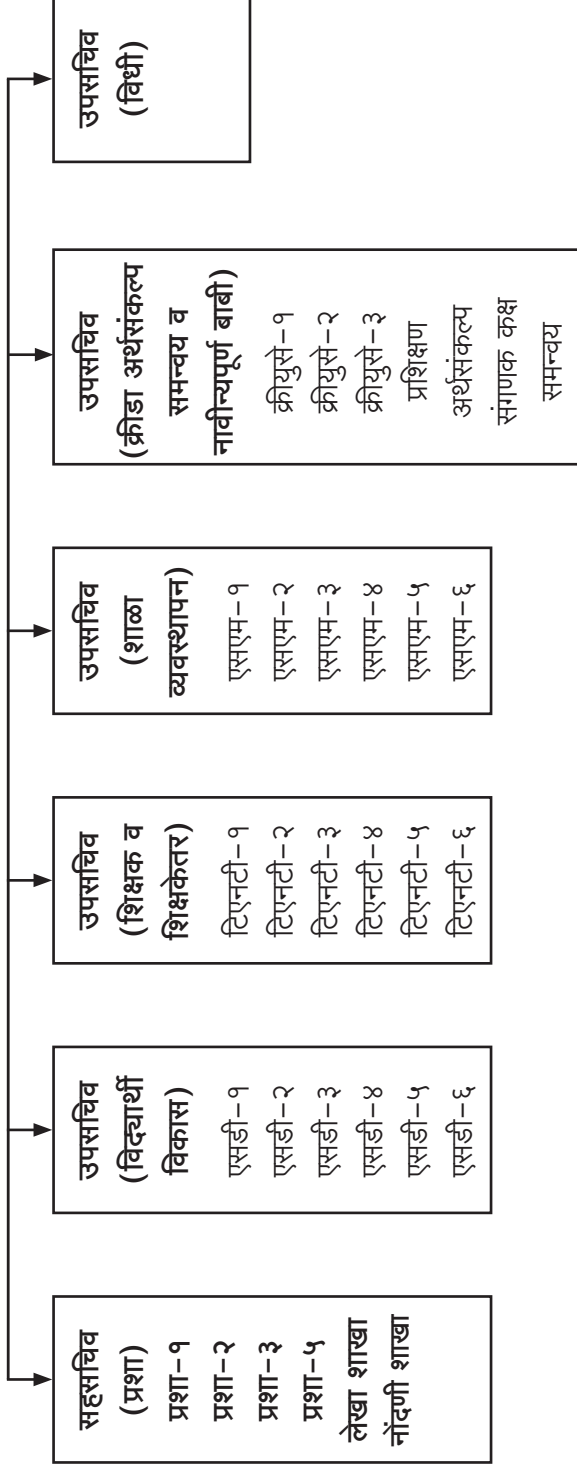 सहसचिव
(प्रशा)
प्रशा-१
प्रशा-२
प्रशा-३
प्रशा-५
लेखा शाखा
नोंदणी शाखा
उपसचिव
(विद्यार्थी
विकास)
एसडी-१
एसडी-२
एसडी-३
एसडी-४
एसडी-५
एसडी-६
उपसचिव
(शिक्षक व
शिक्षकेतर)
टिएनटी-१
टिएनटी-२
टिएनटी-३
टिएनटी-४
टिएनटी-५
टिएनटी-६
उपसचिव
(शाळा
व्यवस्थापन)
एसएम-१
एसएम-२
एसएम-३
एसएम-४
एसएम-५
एसएम-६
उपसचिव
(क्रीडा अर्थसंकल्प
समन्वय व
नावीन्यपूर्ण बाबी)
क्रीयुसे-१
क्रीयुसे-२
क्रीयुसे-३
प्रशिक्षण
अर्थसंकल्प
संगणक कक्ष
समन्वय
उपसचिव
(विधी)